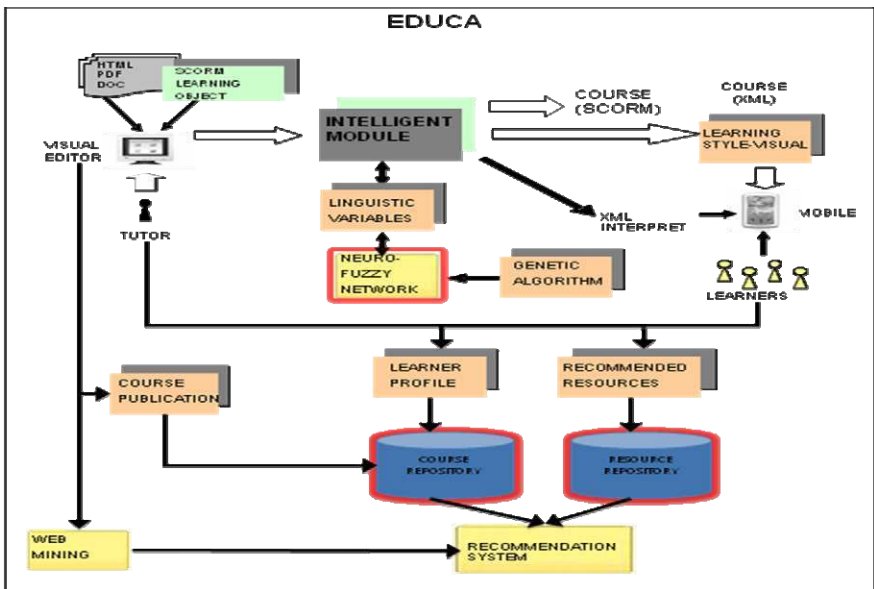 EDUCA
HTML
PDF
DOC
SCORM
LEARNING
OBJECT
VISUAL
EDITOR
TUTOR
INTELLIGENT
MODULE
COURSE
(SCORM)
COURSE
(XML)
LEARNING
STYLE-VISUAL
LINGUISTIC
VARIABLES
XML
INTERPRET
MOBILE
NEURO-
FUZZY
NETWORK
GENETIC
ALGORITHM
LEARNERS
COURSE
PUBLICATION
LEARNER
PROFILE
RECOMMENDED
RESOURCES
COURSE
REPOSITORY
RESOURCE
REPOSITORY
WEB
MINING
RECOMMENDATION
SYSTEM